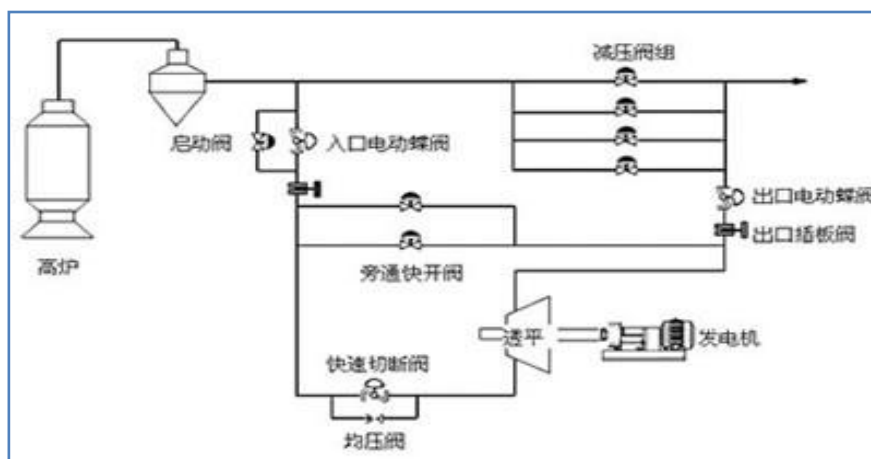 减压阀组
启动阀
入口电动蝶阀
出口电动蝶阀
出口插板阀
高炉
旁通快开阀
透平
发电机
快速切断阀
均压阀